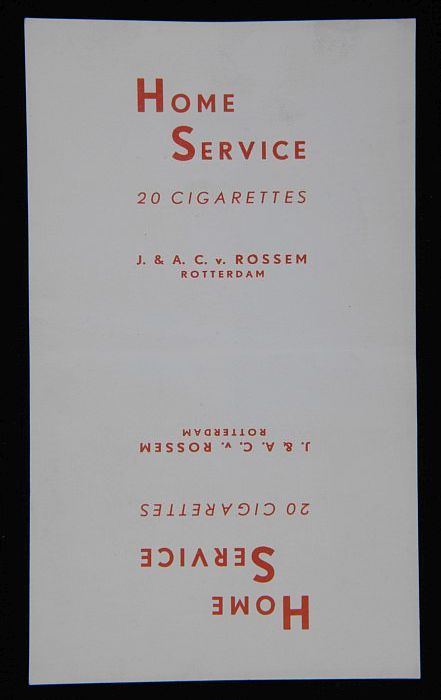 HOME
SERVICE
20 CIGARETTES
J. & A. C. v. ROSSEM
ROTTERDAM
HOME
SERVICE
20 CIGARETTES
J. & A. C. v. ROSSEM
ROTTERDAM